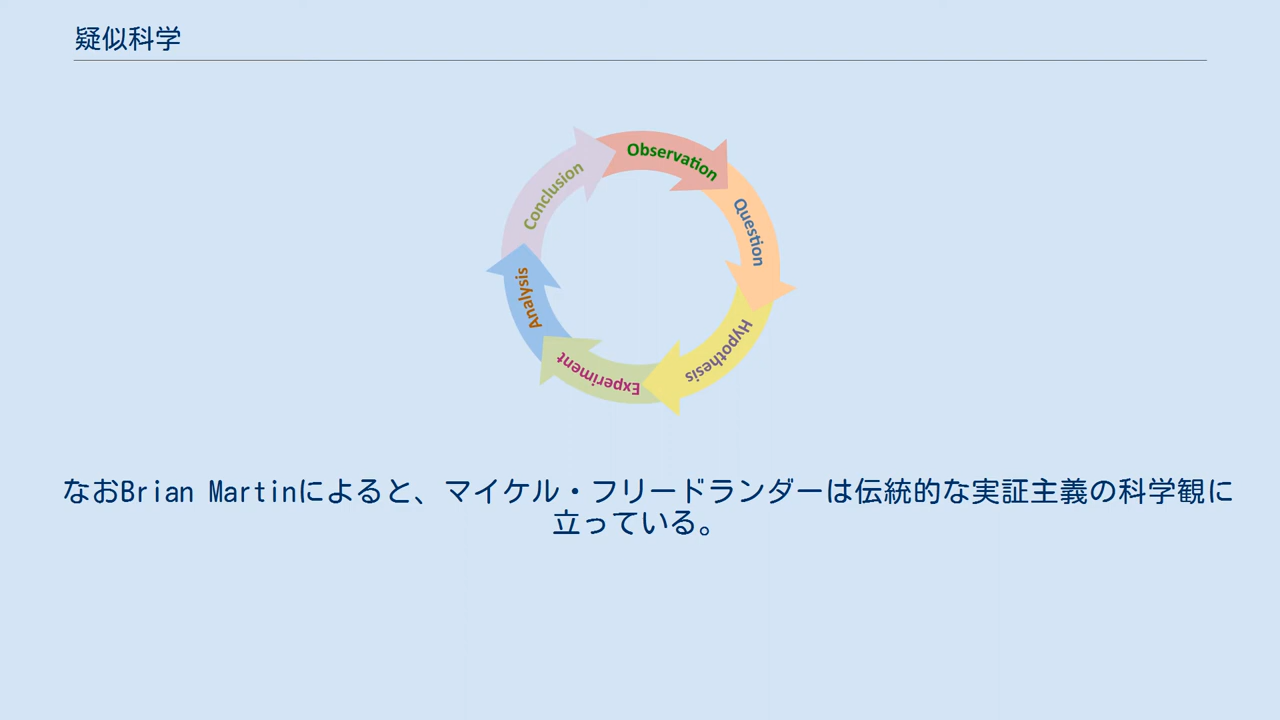 疑似科学
Observation
Question
Hypothesis
Experiment
Analysis
Conclusion
なおBrian Martinによると、マイケル・フリードランダーは伝統的な実証主義の科学観に
立っている。